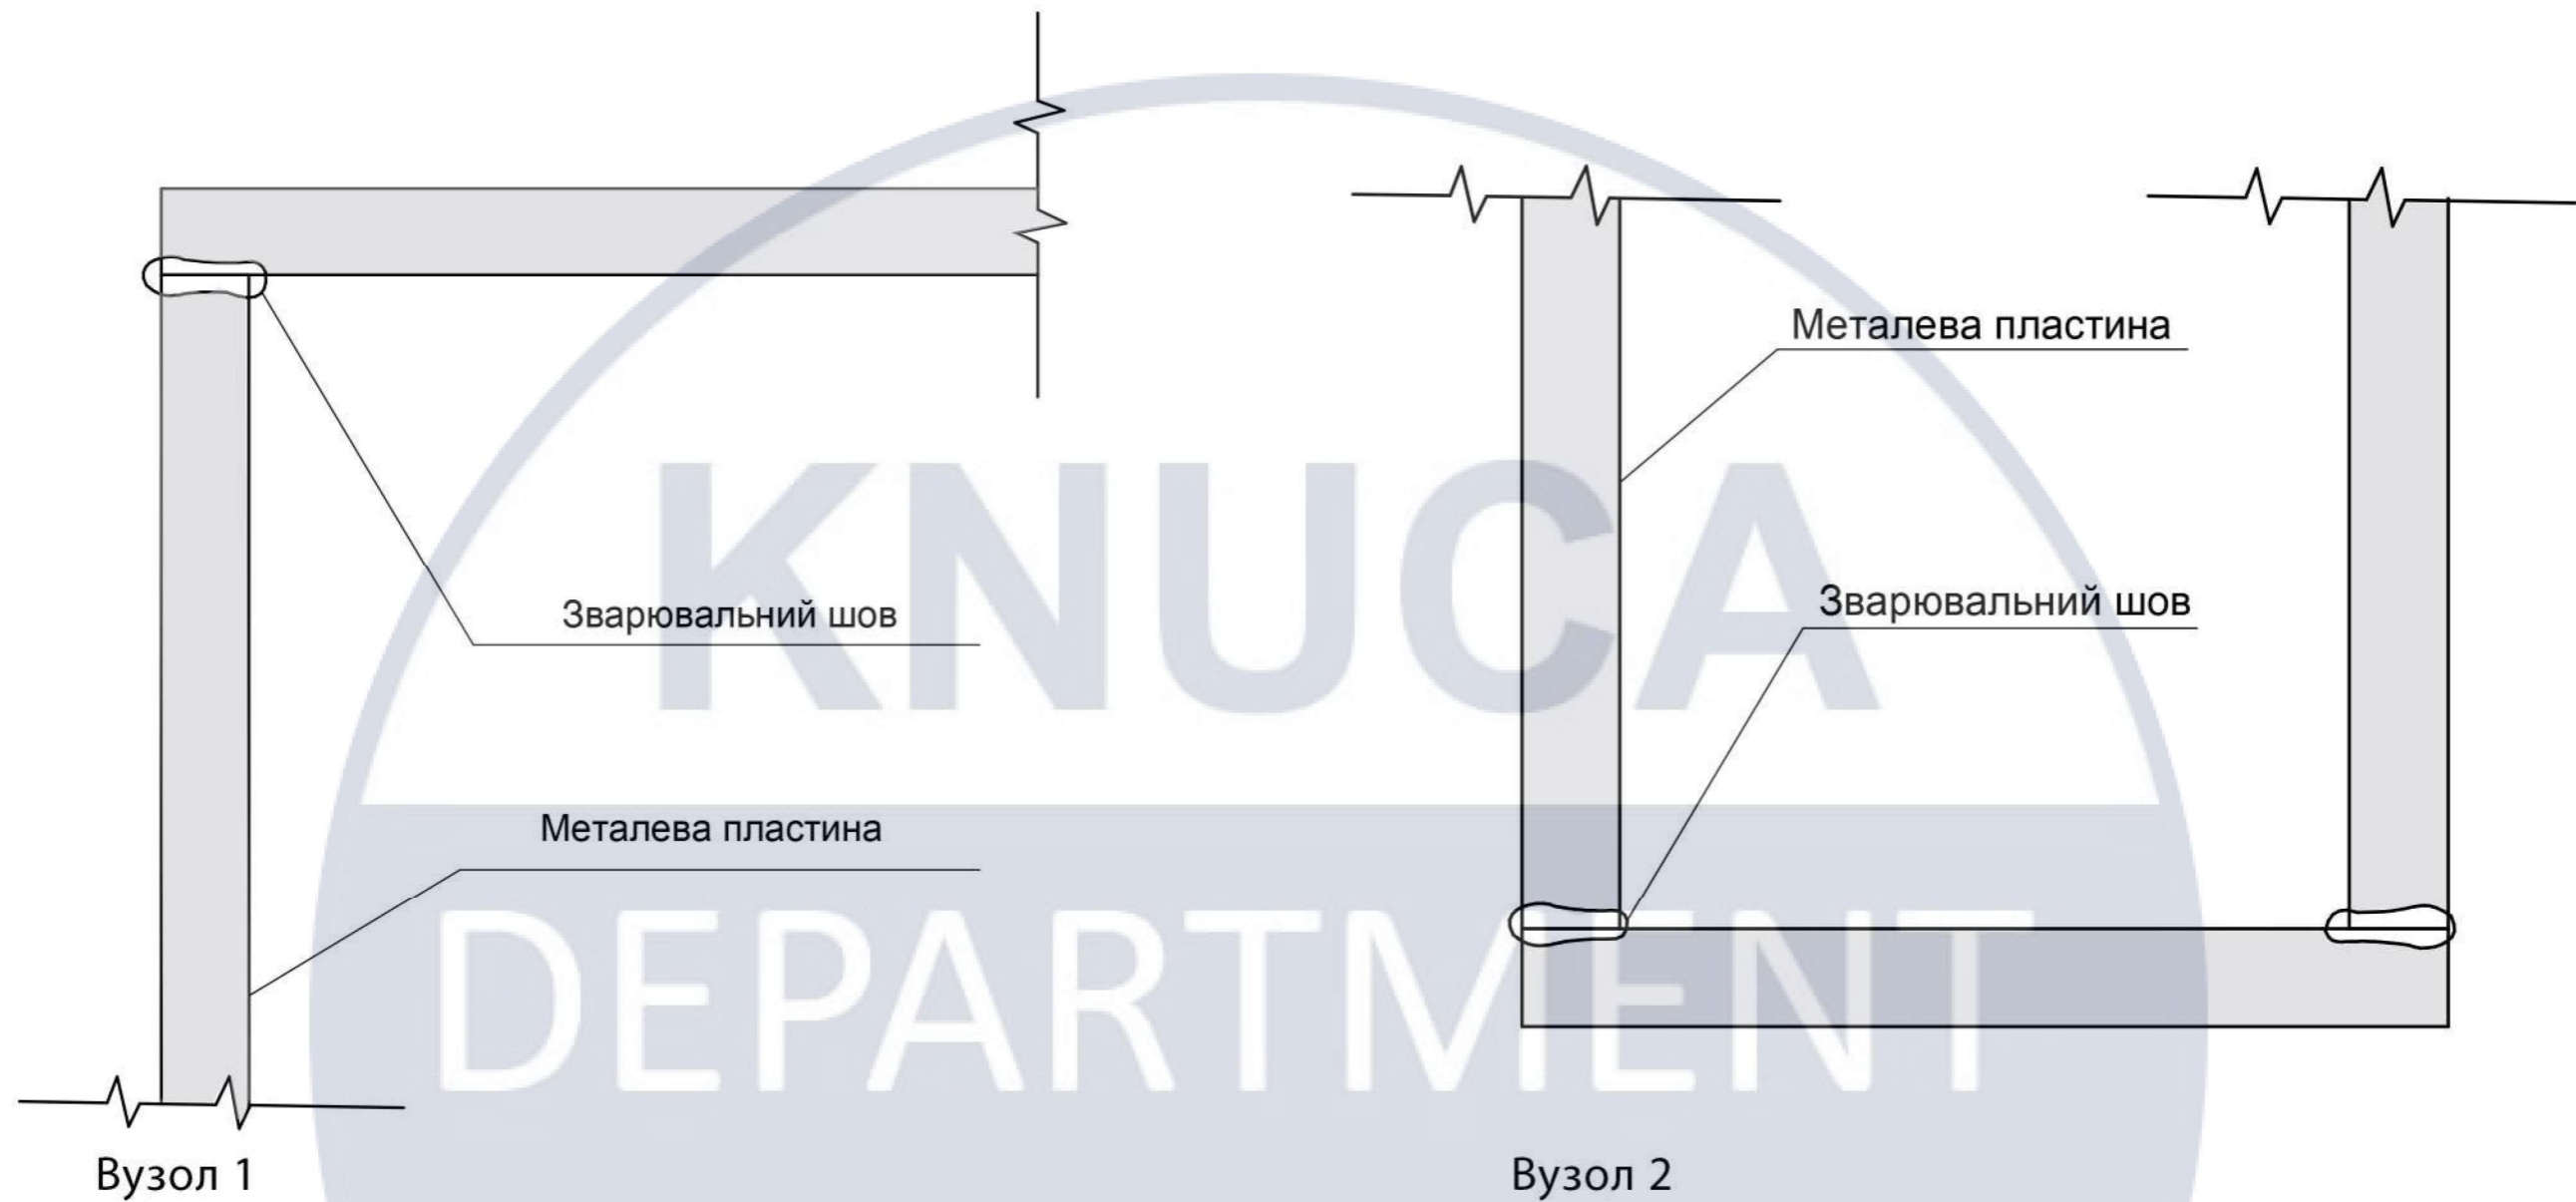 Зварювальний шов
Металева пластина
Вузол 1
Металева пластина
Зварювальний шов
Вузол 2
KNUCA
DEPARTMENT